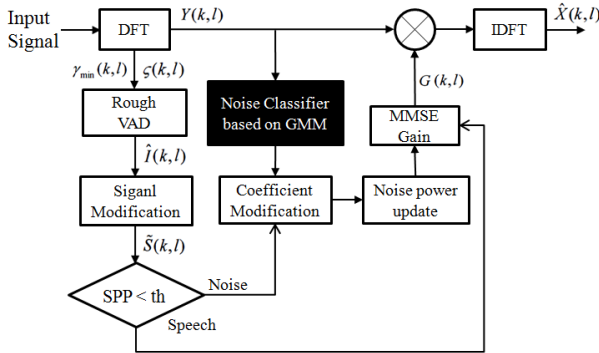 Input
Signal
DFT
Y(k,l)
IDFT
X̂(k,l)
γmin(k,l)
ς(k,l)
G(k,l)
Rough
VAD
Noise Classifier
based on GMM
MMSE
Gain
Î(k,l)
Siganl
Modification
Coefficient
Modification
Noise power
update
S̃(k,l)
SPP < th
Noise
Speech